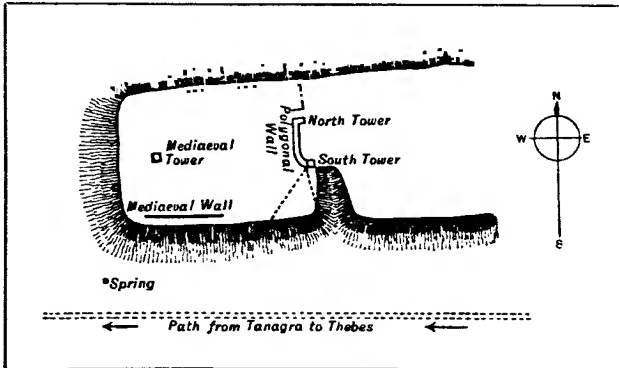 N
North Tower
Polygonal
Wall
W E
Mediaeval
Tower
South Tower
Mediaeval Wall
S
Spring
Path from Tanagra to Thebes